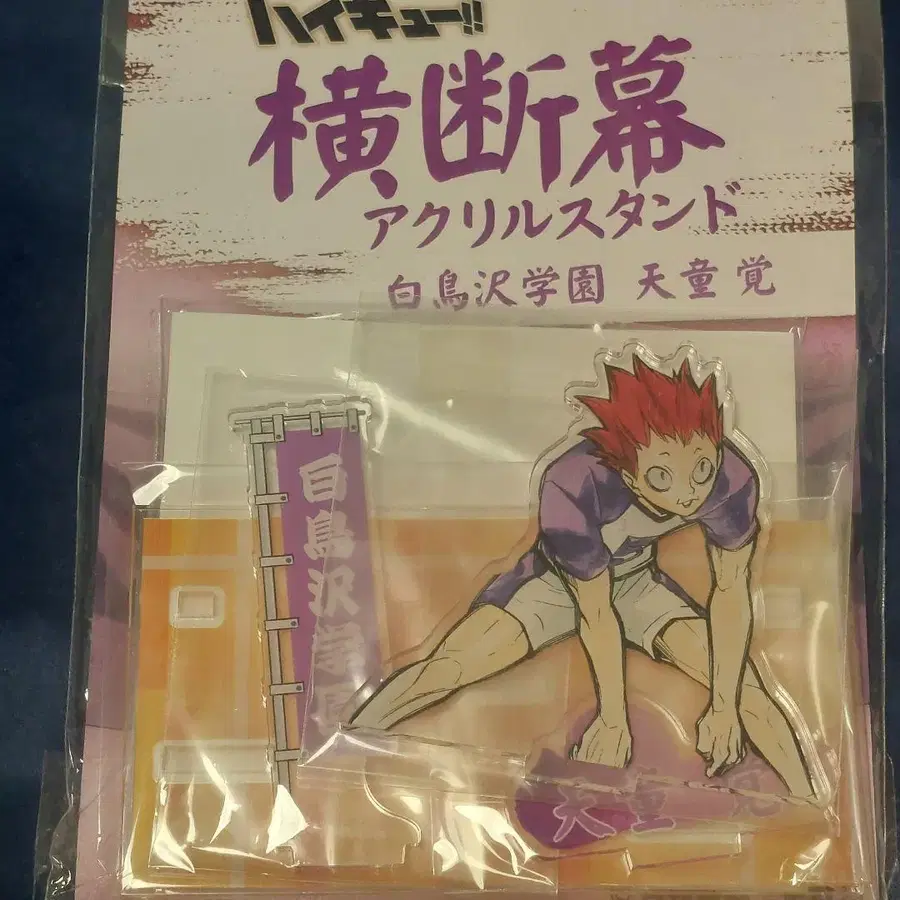 ハイキュー!!
横断幕
アクリルスタンド
白鳥沢学園 天童 覚
白鳥沢学園
天童 覚